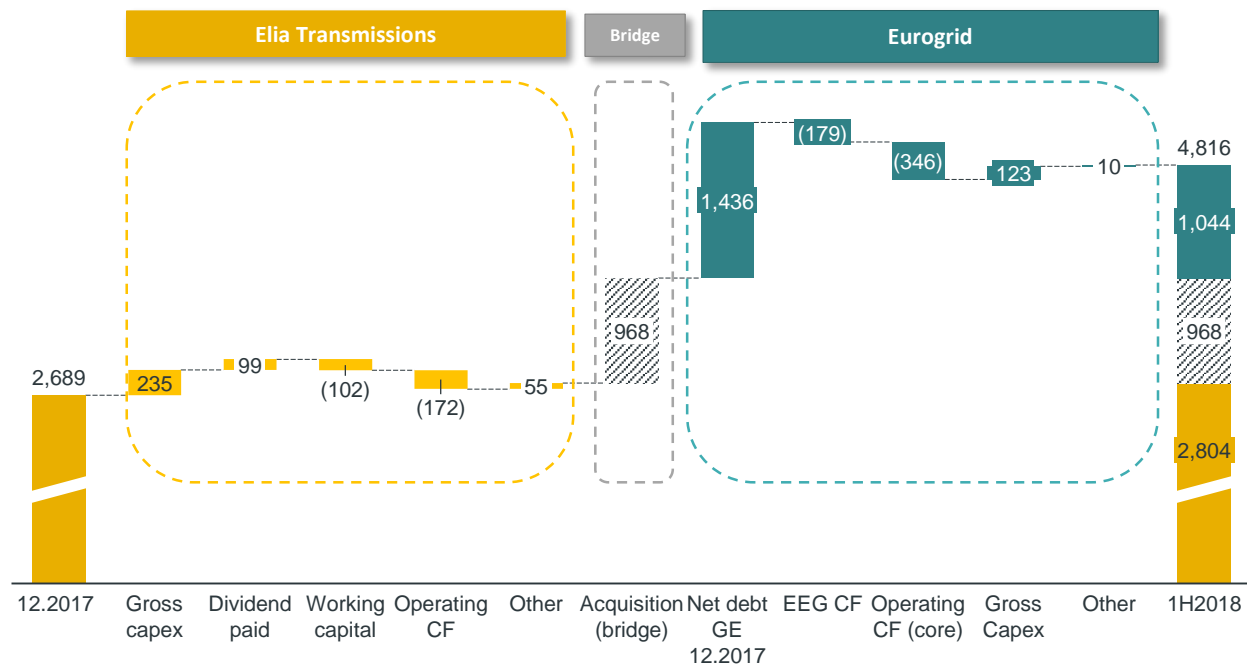 Elia Transmissions
Bridge
Eurogrid
2,689
235
99
(102)
(172)
55
968
1,436
(179)
(346)
123
10
4,816
1,044
968
2,804
12.2017
Gross
capex
Dividend
paid
Working
capital
Operating
CF
Other
Acquisition
(bridge)
Net debt
GE
12.2017
EEG CF
Operating
CF (core)
Gross
Capex
Other
1H2018